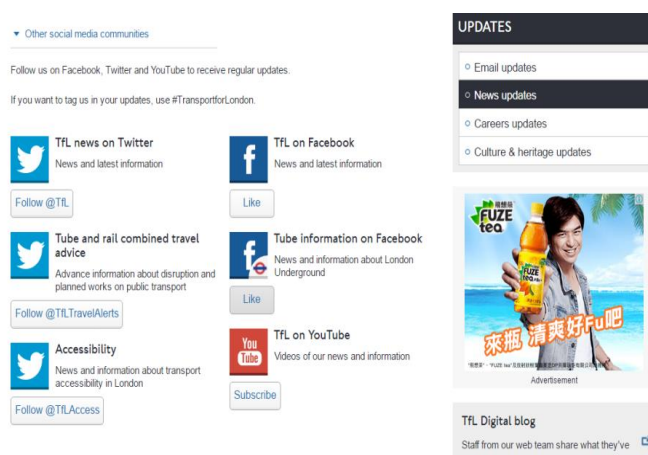 Other social media communities
Follow us on Facebook, Twitter and YouTube to receive regular updates.
If you want to tag us in your updates, use #TransportforLondon.
TfL news on Twitter
News and latest information
Follow @TfL
Tube and rail combined travel
advice
Advance information about disruption and
planned works on public transport
Follow @TfLTravelAlerts
Accessibility
News and information about transport
accessibility in London
Follow @TfLAccess
TfL on Facebook
News and latest information
Like
Tube information on Facebook
News and information about London
Underground
Like
You
Tube
TfL on YouTube
Videos of our news and information
Subscribe
UPDATES
Email updates
News updates
Careers updates
Culture & heritage updates
FUZE
tea
FUZE
tea
來瓶 清爽好Fu吧
Advertisement
TfL Digital blog
Staff from our web team share what they've